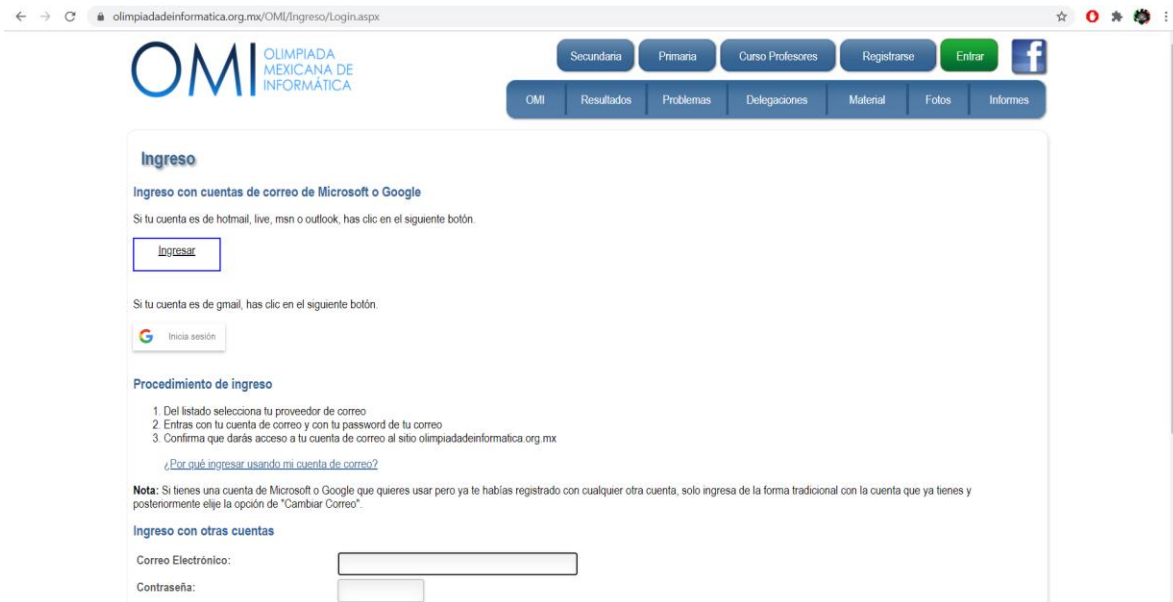 olimpiadadeinformatica.org.mx/OMI/Ingreso/Login.aspx
OMI
OLIMPIADA
MEXICANA DE
INFORMÁTICA
Secundaria Primaria Curso Profesores Registrarse Entrar
OMI Resultados Problemas Delegaciones Material Fotos Informes
Ingreso
Ingreso con cuentas de correo de Microsoft o Google
Si tu cuenta es de hotmail, live, msn o outlook, has clic en el siguiente botón.
Ingresar
Si tu cuenta es de gmail, has clic en el siguiente botón.
Inicia sesión
Procedimiento de ingreso
1. Del listado selecciona tu proveedor de correo
2. Entras con tu cuenta de correo y con tu password de tu correo
3. Confirma que darás acceso a tu cuenta de correo al sitio olimpiadadeinformatica.org.mx
¿Por qué ingresar usando mi cuenta de correo?
Nota: Si tienes una cuenta de Microsoft o Google que quieres usar pero ya te habías registrado con cualquier otra cuenta, solo ingresa de la forma tradicional con la cuenta que ya tienes y
posteriormente elije la opción de "Cambiar Correo".
Ingreso con otras cuentas
Correo Electrónico:
Contraseña: